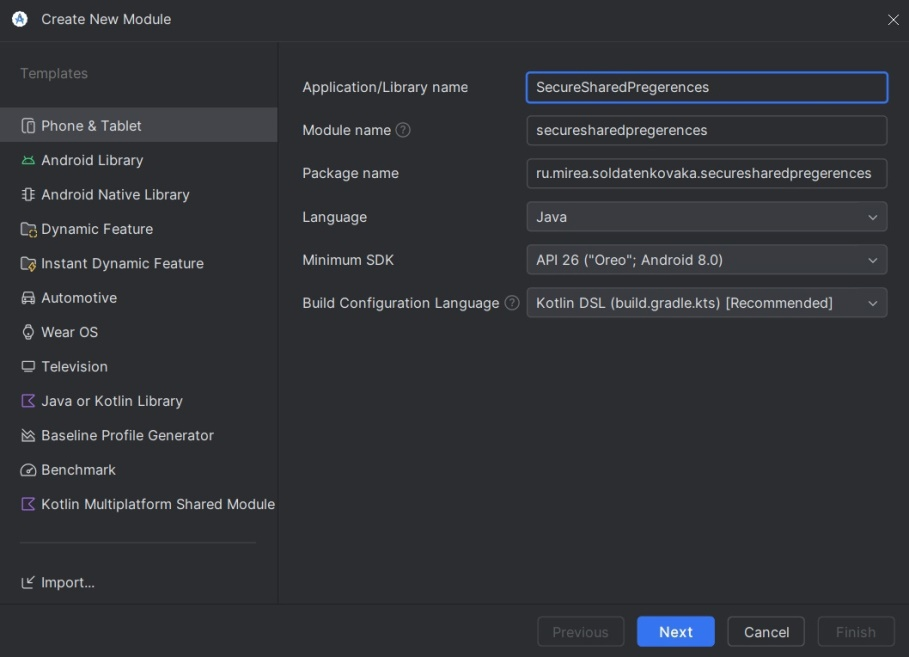 Create New Module
Templates
Phone & Tablet
Android Library
Android Native Library
Dynamic Feature
Instant Dynamic Feature
Automotive
Wear OS
Television
Java or Kotlin Library
Baseline Profile Generator
Benchmark
Kotlin Multiplatform Shared Module
Import...
Application/Library name SecureSharedPregerences
Module name ? securesharedpregerences
Package name ru.mirea.soldatenkovaka.securesharedpregerences
Language Java
Minimum SDK API 26 ("Oreo"; Android 8.0)
Build Configuration Language ? Kotlin DSL (build.gradle.kts) [Recommended]
Previous Next Cancel Finish